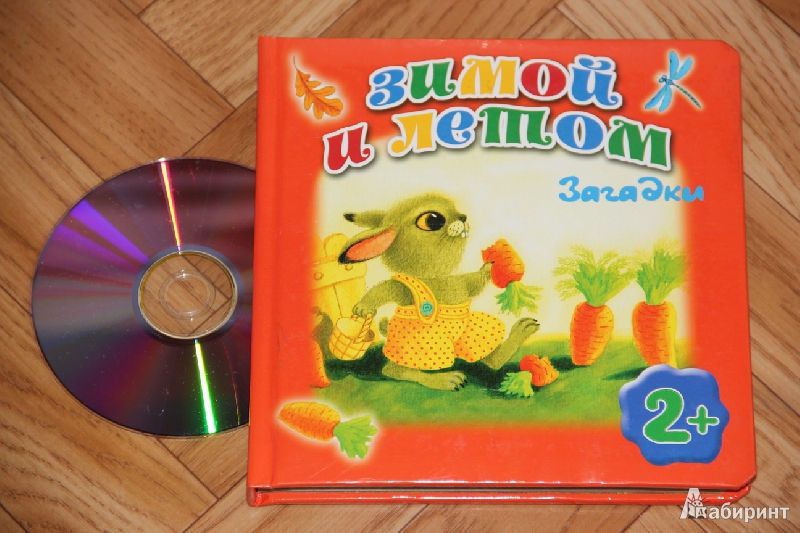 зимой
и летом
Загадки
2+
Лабиринт